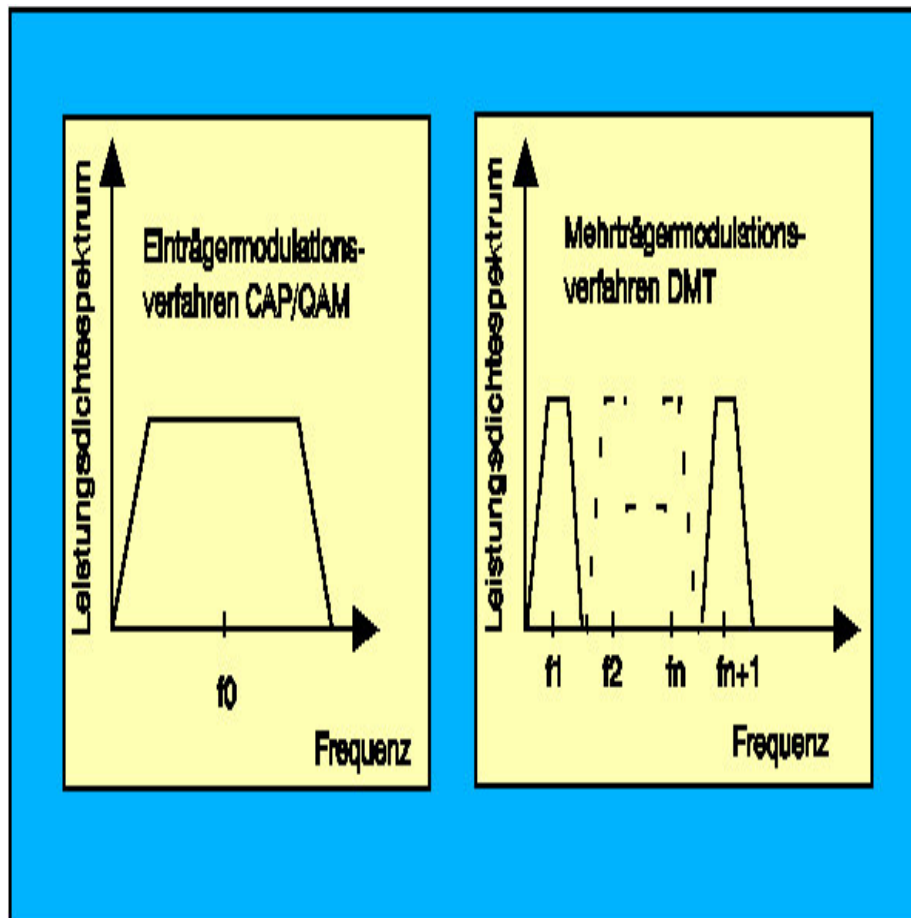 Leistungsdichtespektrum
Einträgermodulations-
verfahren CAP/QAM
f0
Frequenz
Leistungsdichtespektrum
Mehrträgermodulations-
verfahren DMT
f1 f2 fn fn+1
Frequenz